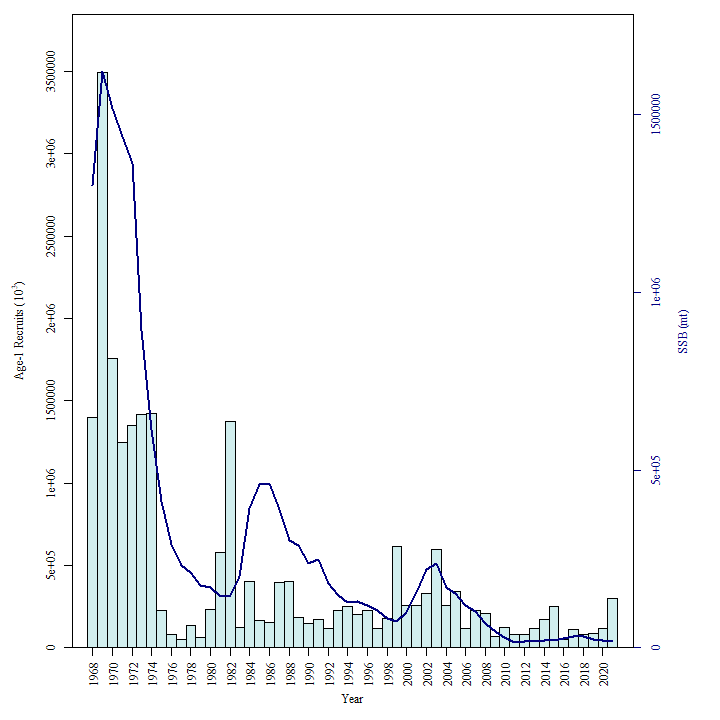 3500000
3e+06
2500000
2e+06
1500000
1e+06
5e+05
0
Age-1 Recruits (10³)
1500000
1e+06
5e+05
0
SSB (mt)
1968 1970 1972 1974 1976 1978 1980 1982 1984 1986 1988 1990 1992 1994 1996 1998 2000 2002 2004 2006 2008 2010 2012 2014 2016 2018 2020
Year